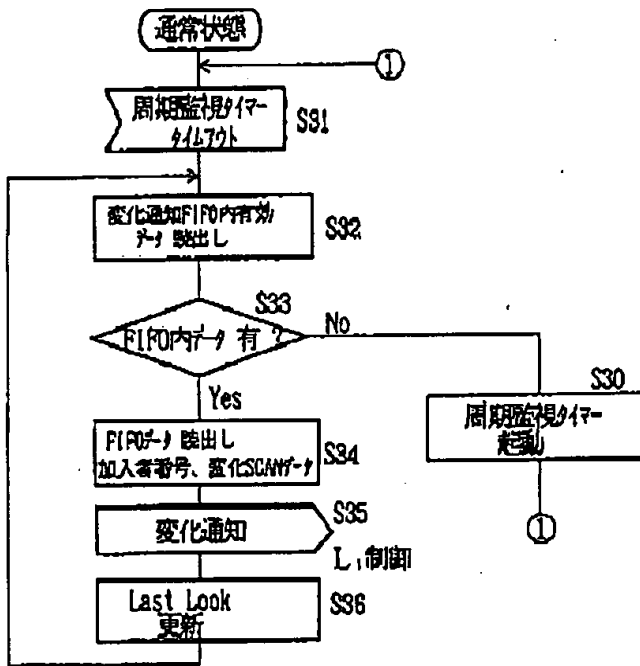 通常状態
①
周期監視タイマー
タイムアウト
S31
変化通知FIFO内有効
データ 読出し
S32
S33
FIFO内データ 有 ?
No
Yes
S30
周期監視タイマー
起動
①
FIFOデータ 読出し
加入者番号、変化SCANデータ
S34
変化通知
S35
L,制御
Last Look
更新
S36